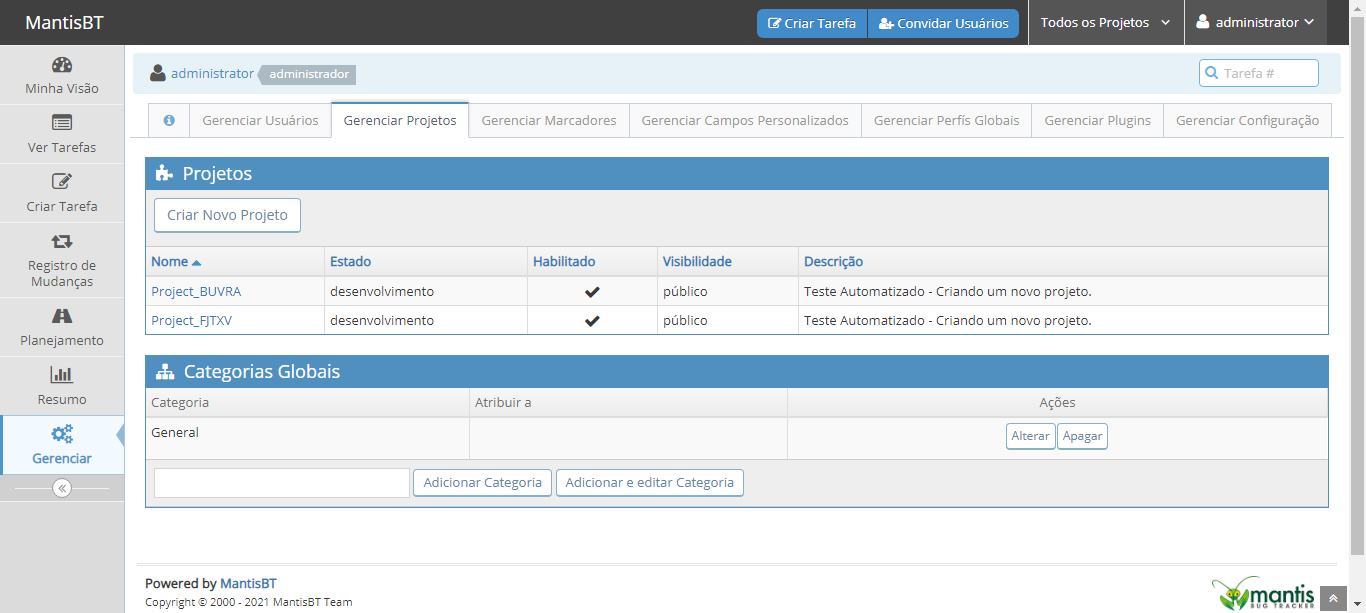 MantisBT
Criar Tarefa Convidar Usuários Todos os Projetos administrator
Minha Visão
Ver Tarefas
Criar Tarefa
Registro de
Mudanças
Planejamento
Resumo
Gerenciar
administrator administrador Tarefa #
Gerenciar Usuários Gerenciar Projetos Gerenciar Marcadores Gerenciar Campos Personalizados Gerenciar Perfís Globais Gerenciar Plugins Gerenciar Configuração
Projetos
Criar Novo Projeto
Nome Estado Habilitado Visibilidade Descrição
Project_BUVRA desenvolvimento público Teste Automatizado - Criando um novo projeto.
Project_FJTXV desenvolvimento público Teste Automatizado - Criando um novo projeto.
Categorias Globais
Categoria Atribuir a Ações
General Alterar Apagar
Adicionar Categoria Adicionar e editar Categoria
Powered by MantisBT
Copyright © 2000 - 2021 MantisBT Team
mantis
BUG TRACKER